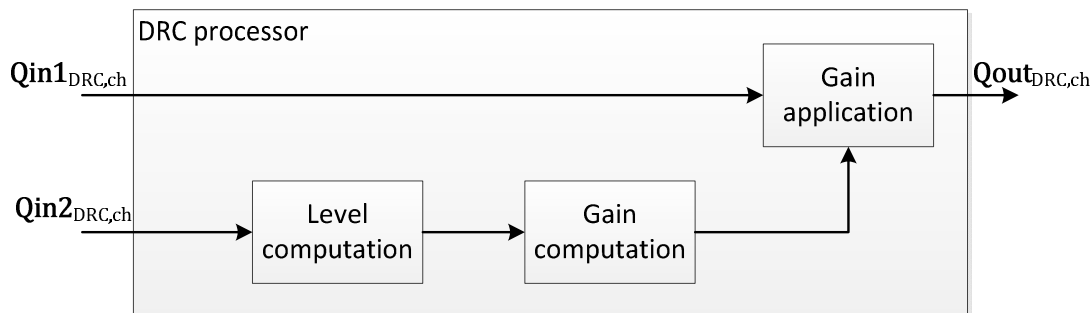 DRC processor
Qin1DRC,ch
Gain
application
QoutDRC,ch
Qin2DRC,ch
Level
computation
Gain
computation